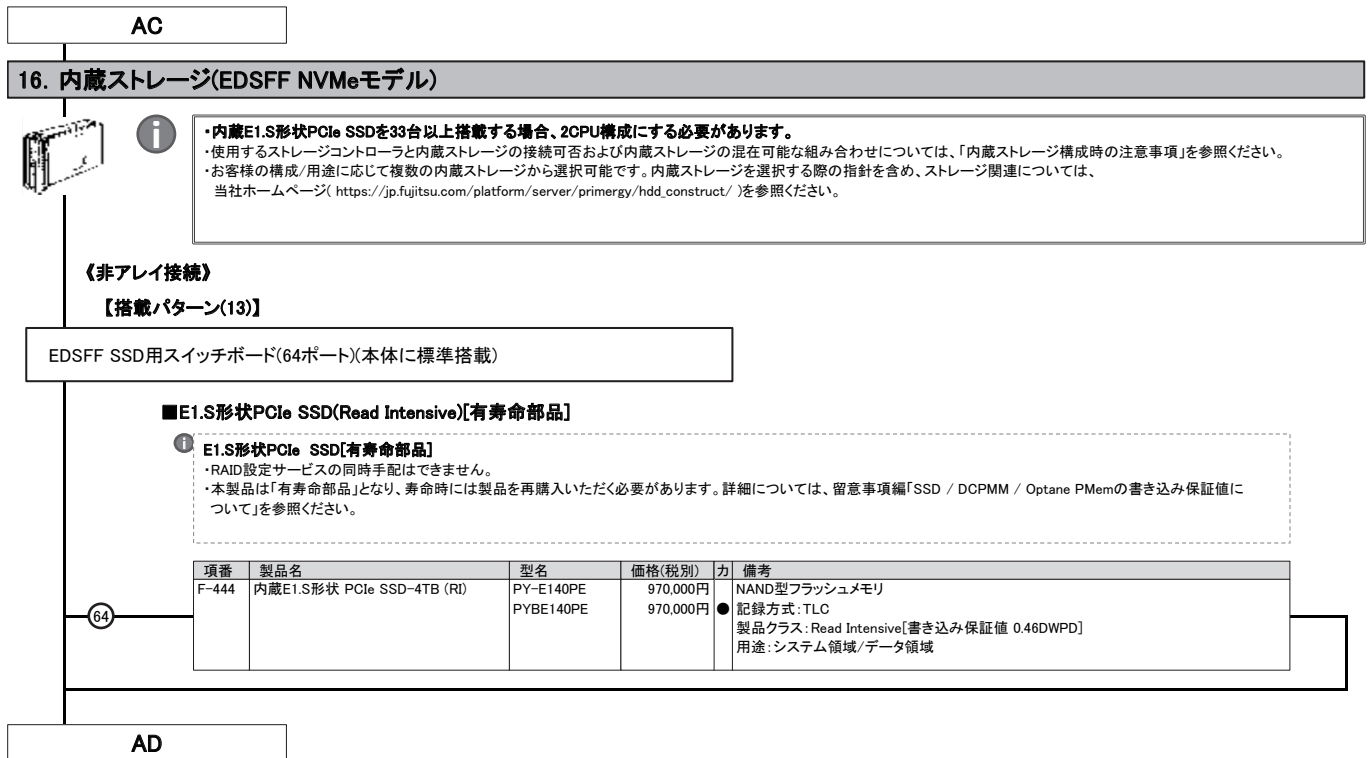 AC
16. 内蔵ストレージ(EDSFF NVMeモデル)
i
・内蔵E1.S形状PCIe SSDを33台以上搭載する場合、2CPU構成にする必要があります。
・使用するストレージコントローラと内蔵ストレージの接続可否および内蔵ストレージの混在可能な組み合わせについては、「内蔵ストレージ構成時の注意事項」を参照ください。
・お客様の構成/用途に応じて複数の内蔵ストレージから選択可能です。内蔵ストレージを選択する際の指針を含め、ストレージ関連については、
当社ホームページ( https://jp.fujitsu.com/platform/server/primergy/hdd_construct/ )を参照ください。
《非アレイ接続》
【搭載パターン(13)】
EDSFF SSD用スイッチボード(64ポート)(本体に標準搭載)
■E1.S形状PCIe SSD(Read Intensive)[有寿命部品]
i
E1.S形状PCIe SSD[有寿命部品]
・RAID設定サービスの同時手配はできません。
・本製品は「有寿命部品」となり、寿命時には製品を再購入いただく必要があります。詳細については、留意事項編「SSD / DCPMM / Optane PMemの書き込み保証値に
ついて」を参照ください。
項番 製品名 型名 価格(税別) カ 備考
F-444 内蔵E1.S形状 PCIe SSD-4TB (RI) PY-E140PE 970,000円 NAND型フラッシュメモリ
PYBE140PE 970,000円 ● 記録方式:TLC
製品クラス:Read Intensive[書き込み保証値 0.46DWPD]
用途:システム領域/データ領域
64
AD